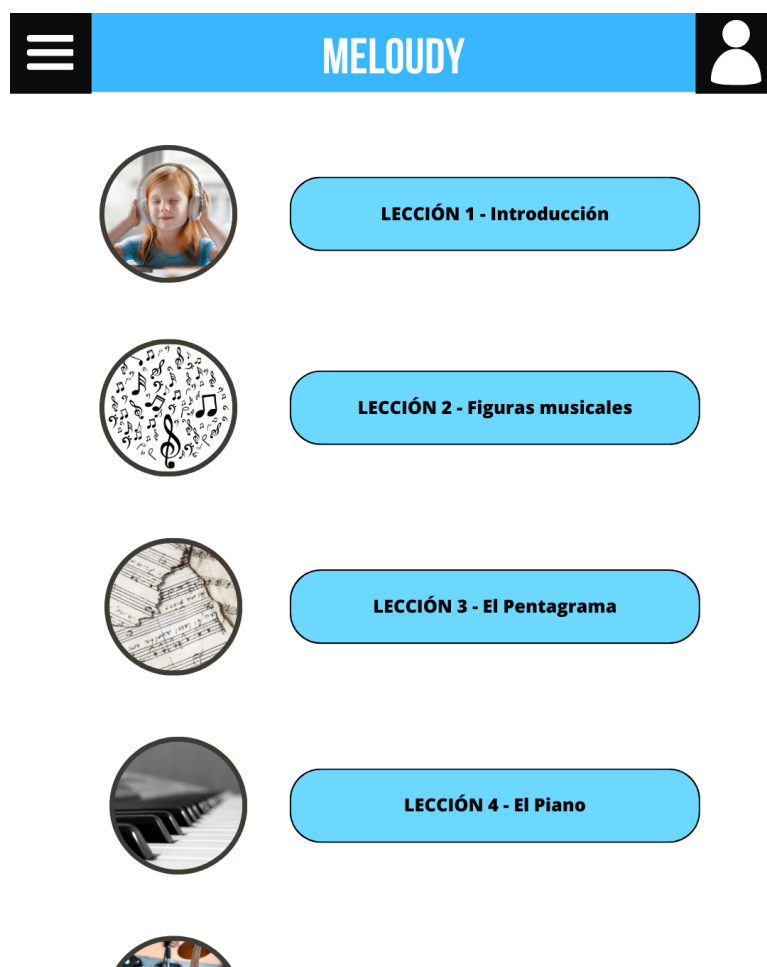 MELOUDY
LECCIÓN 1 - Introducción
LECCIÓN 2 - Figuras musicales
LECCIÓN 3 - El Pentagrama
LECCIÓN 4 - El Piano